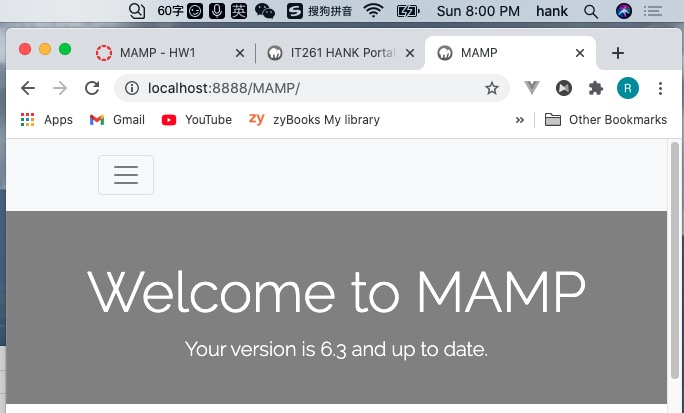 60字 英 S 搜狗拼音 Sun 8:00 PM hank
MAMP - HW1 IT261 HANK Portal MAMP
localhost:8888/MAMP/ R
Apps Gmail YouTube zy zyBooks My library » Other Bookmarks
Welcome to MAMP
Your version is 6.3 and up to date.